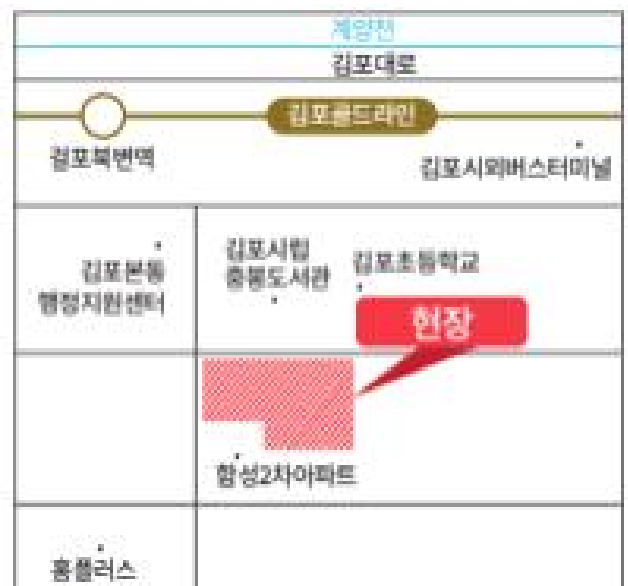 계양천
김포대로
김포골드라인
걸포북변역
김포시외버스터미널
김포본동
행정지원센터
김포시립
중봉도서관
김포초등학교
현장
함성2차아파트
홈플러스